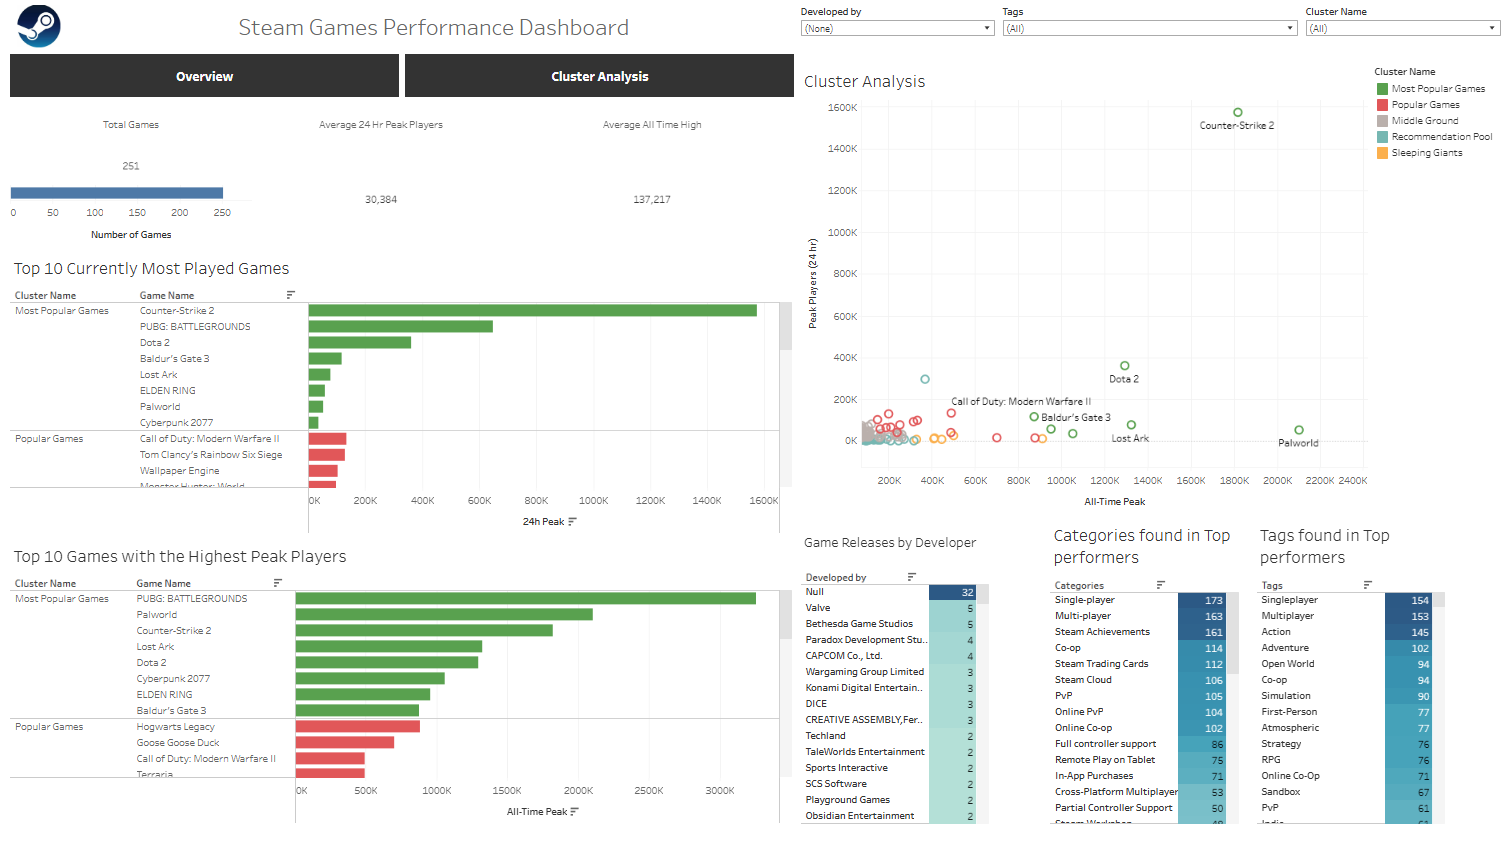 Steam Games Performance Dashboard
Overview
Cluster Analysis
Total Games
Average 24 Hr Peak Players
Average All Time High
251
30,384
137,217
0 50 100 150 200 250
Number of Games
Top 10 Currently Most Played Games
Cluster Name Game Name
Most Popular Games Counter-Strike 2
PUBG: BATTLEGROUNDS
Dota 2
Baldur's Gate 3
Lost Ark
ELDEN RING
Palworld
Cyberpunk 2077
Popular Games Call of Duty: Modern Warfare II
Tom Clancy's Rainbow Six Siege
Wallpaper Engine
Monster Hunter: World
0K 200K 400K 600K 800K 1000K 1200K 1400K 1600K
24h Peak
Top 10 Games with the Highest Peak Players
Cluster Name Game Name
Most Popular Games PUBG: BATTLEGROUNDS
Palworld
Counter-Strike 2
Lost Ark
Dota 2
Cyberpunk 2077
ELDEN RING
Baldur's Gate 3
Popular Games Hogwarts Legacy
Goose Goose Duck
Call of Duty: Modern Warfare II
Terraria
0K 500K 1000K 1500K 2000K 2500K 3000K
All-Time Peak
Developed by
(None)
Tags
(All)
Cluster Name
(All)
Cluster Analysis
Cluster Name
Most Popular Games
Popular Games
Middle Ground
Recommendation Pool
Sleeping Giants
1600K
1400K
1200K
1000K
800K
600K
400K
200K
0K
Peak Players (24 hr)
Counter-Strike 2
Dota 2
Call of Duty: Modern Warfare II
Baldur's Gate 3
Lost Ark
Palworld
200K 400K 600K 800K 1000K 1200K 1400K 1600K 1800K 2000K 2200K 2400K
All-Time Peak
Game Releases by Developer
Developed by
Null 32
Valve 5
Bethesda Game Studios 5
Paradox Development Stu.. 4
CAPCOM Co., Ltd. 4
Wargaming Group Limited 3
Konami Digital Entertain.. 3
DICE 3
CREATIVE ASSEMBLY,Fer.. 3
Techland 2
TaleWorlds Entertainment 2
Sports Interactive 2
SCS Software 2
Playground Games 2
Obsidian Entertainment 2
Categories found in Top
performers
Categories
Single-player 173
Multi-player 163
Steam Achievements 161
Co-op 114
Steam Trading Cards 112
Steam Cloud 106
PvP 105
Online PvP 104
Online Co-op 102
Full controller support 86
Remote Play on Tablet 75
In-App Purchases 71
Cross-Platform Multiplayer 53
Partial Controller Support 50
Steam Workshop 48
Tags found in Top
performers
Tags
Singleplayer 154
Multiplayer 153
Action 145
Adventure 102
Open World 94
Co-op 94
Simulation 90
First-Person 77
Atmospheric 77
Strategy 76
RPG 76
Online Co-Op 71
Sandbox 67
PvP 61
Indie 61